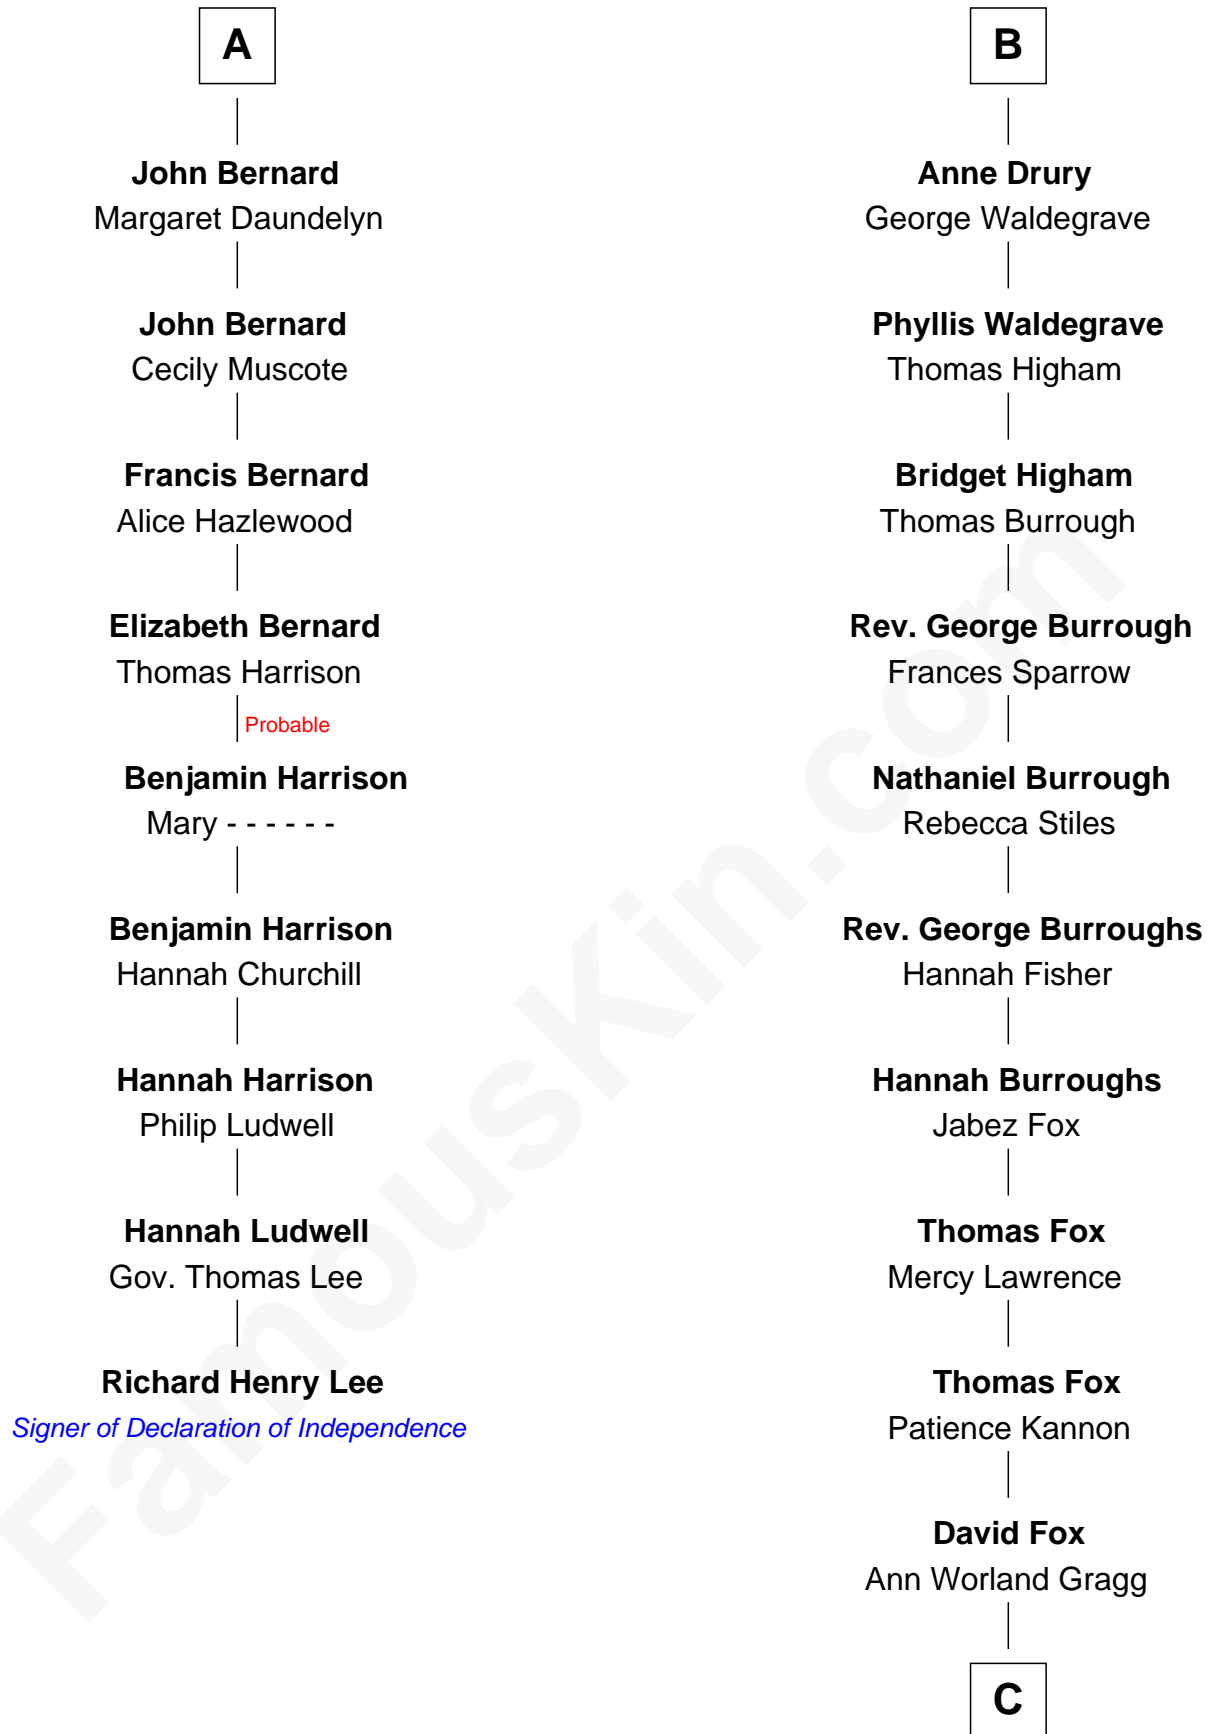 A
John Bernard
Margaret Daundelyn
John Bernard
Cecily Muscote
Francis Bernard
Alice Hazlewood
Elizabeth Bernard
Thomas Harrison
Probable
Benjamin Harrison
Mary - - - - - -
Benjamin Harrison
Hannah Churchill
Hannah Harrison
Philip Ludwell
Hannah Ludwell
Gov. Thomas Lee
Richard Henry Lee
Signer of Declaration of Independence
B
Anne Drury
George Waldegrave
Phyllis Waldegrave
Thomas Higham
Bridget Higham
Thomas Burrough
Rev. George Burrough
Frances Sparrow
Nathaniel Burrough
Rebecca Stiles
Rev. George Burroughs
Hannah Fisher
Hannah Burroughs
Jabez Fox
Thomas Fox
Mercy Lawrence
Thomas Fox
Patience Kannon
David Fox
Ann Worland Gragg
C
FamousKin.com